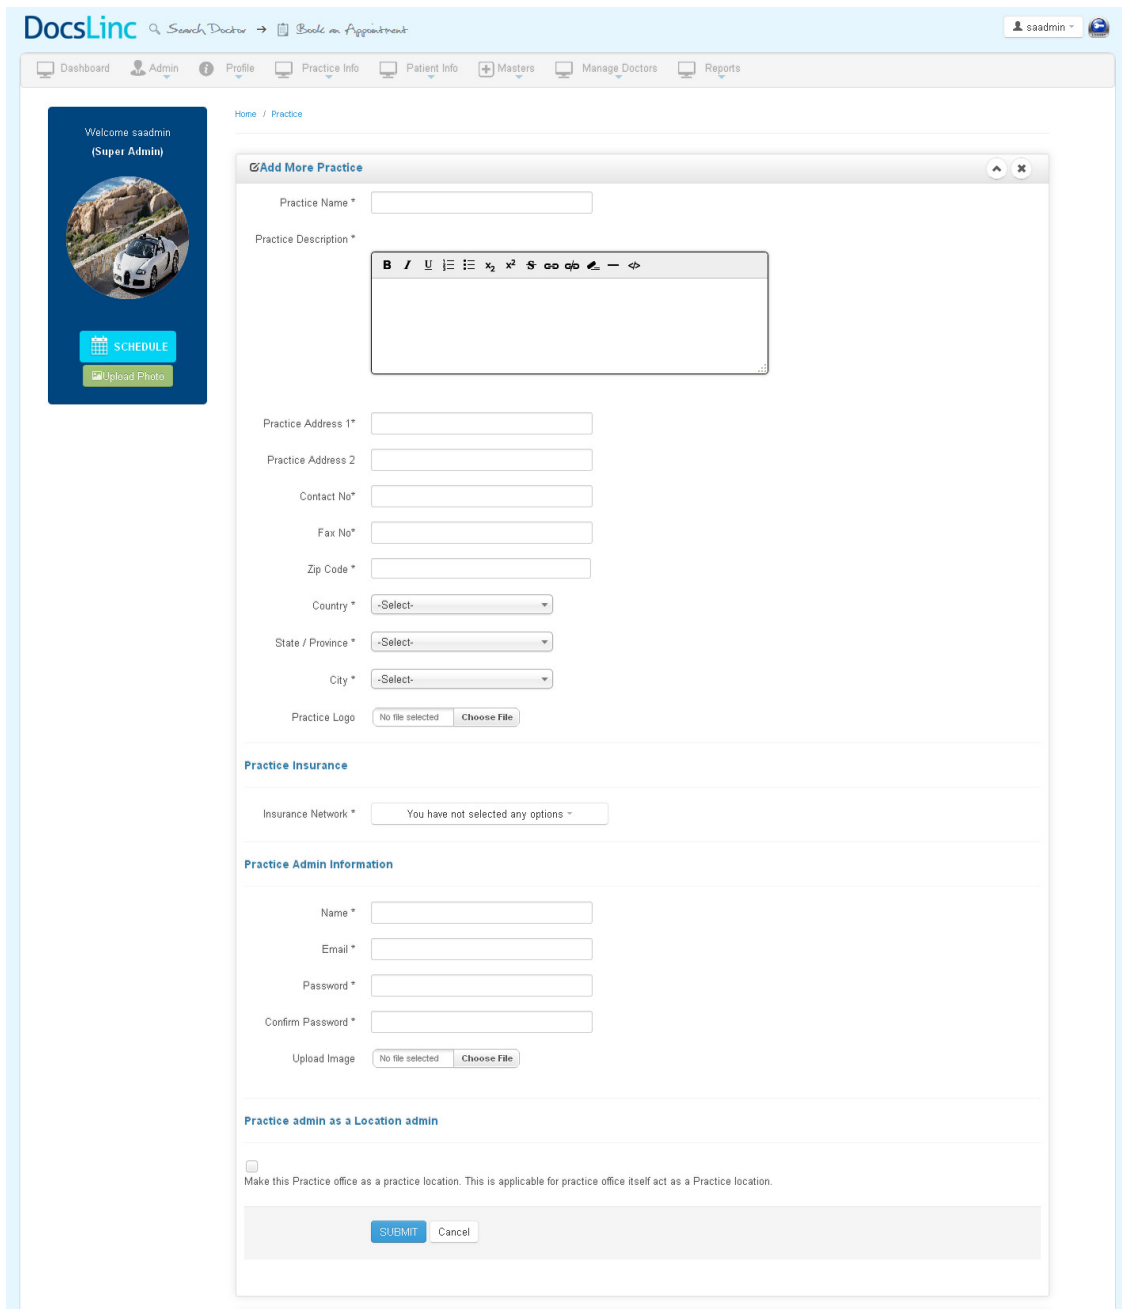 DocsLinc Search Doctor → Book an Appointment
saadmin
Dashboard Admin Profile Practice Info Patient Info Masters Manage Doctors Reports
Welcome saadmin
(Super Admin)
SCHEDULE
Upload Photo
Home / Practice
Add More Practice
Practice Name *
Practice Description *
B I U x2 x2 S </>
Practice Address 1*
Practice Address 2
Contact No*
Fax No*
Zip Code *
Country * -Select-
State / Province * -Select-
City * -Select-
Practice Logo No file selected Choose File
Practice Insurance
Insurance Network * You have not selected any options
Practice Admin Information
Name *
Email *
Password *
Confirm Password *
Upload Image No file selected Choose File
Practice admin as a Location admin
Make this Practice office as a practice location. This is applicable for practice office itself act as a Practice location.
SUBMIT Cancel